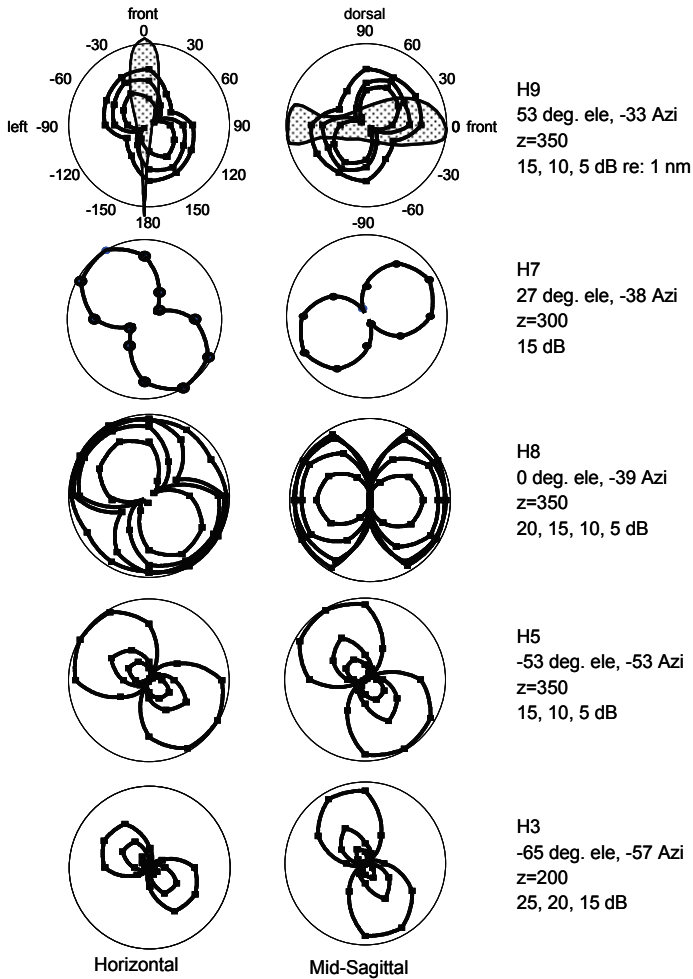 front
0
-30 30
-60 60
left -90 90
-120 120
-150 150
180
dorsal
90
60
30
0 front
-30
-60
-90
H9
53 deg. ele, -33 Azi
z=350
15, 10, 5 dB re: 1 nm
H7
27 deg. ele, -38 Azi
z=300
15 dB
H8
0 deg. ele, -39 Azi
z=350
20, 15, 10, 5 dB
H5
-53 deg. ele, -53 Azi
z=350
15, 10, 5 dB
H3
-65 deg. ele, -57 Azi
z=200
25, 20, 15 dB
Horizontal
Mid-Sagittal